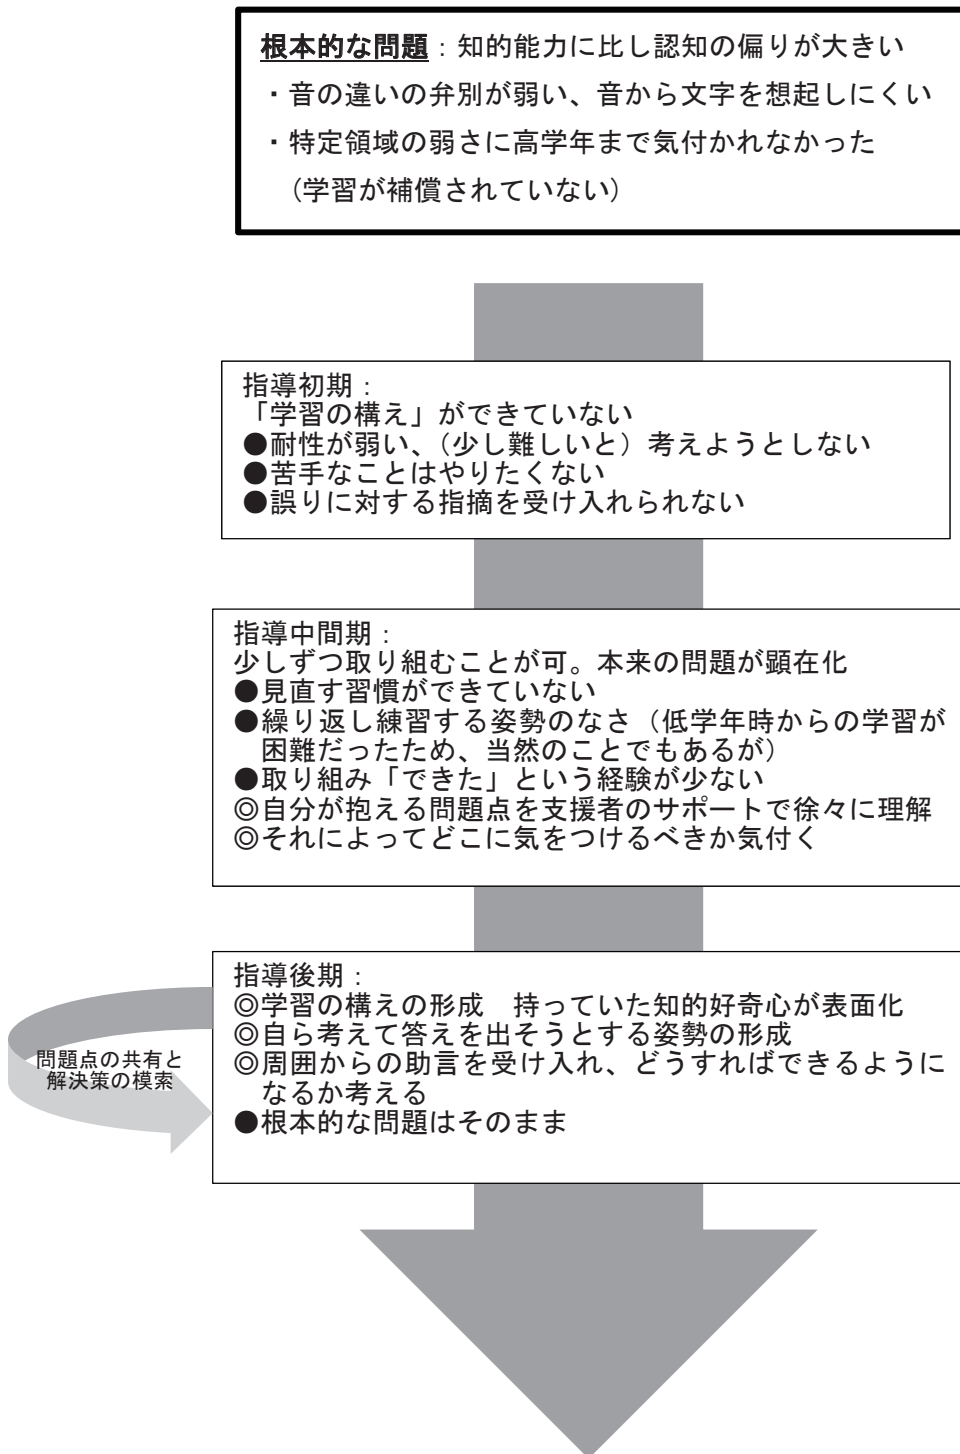 根本的な問題：知的能力に比し認知の偏りが大きい
・音の違いの弁別が弱い、音から文字を想起しにくい
・特定領域の弱さに高学年まで気付かれなかった
（学習が補償されていない）
指導初期：
「学習の構え」ができていない
●耐性が弱い、（少し難しいと）考えようとしない
●苦手なことはやりたくない
●誤りに対する指摘を受け入れられない
指導中間期：
少しずつ取り組むことが可。本来の問題が顕在化
●見直す習慣ができていない
●繰り返し練習する姿勢のなさ（低学年時からの学習が
困難だったため、当然のことでもあるが）
●取り組み「できた」という経験が少ない
◎自分が抱える問題点を支援者のサポートで徐々に理解
◎それによってどこに気をつけるべきか気付く
指導後期：
◎学習の構えの形成　持っていた知的好奇心が表面化
◎自ら考えて答えを出そうとする姿勢の形成
◎周囲からの助言を受け入れ、どうすればできるように
なるか考える
●根本的な問題はそのまま
問題点の共有と
解決策の模索